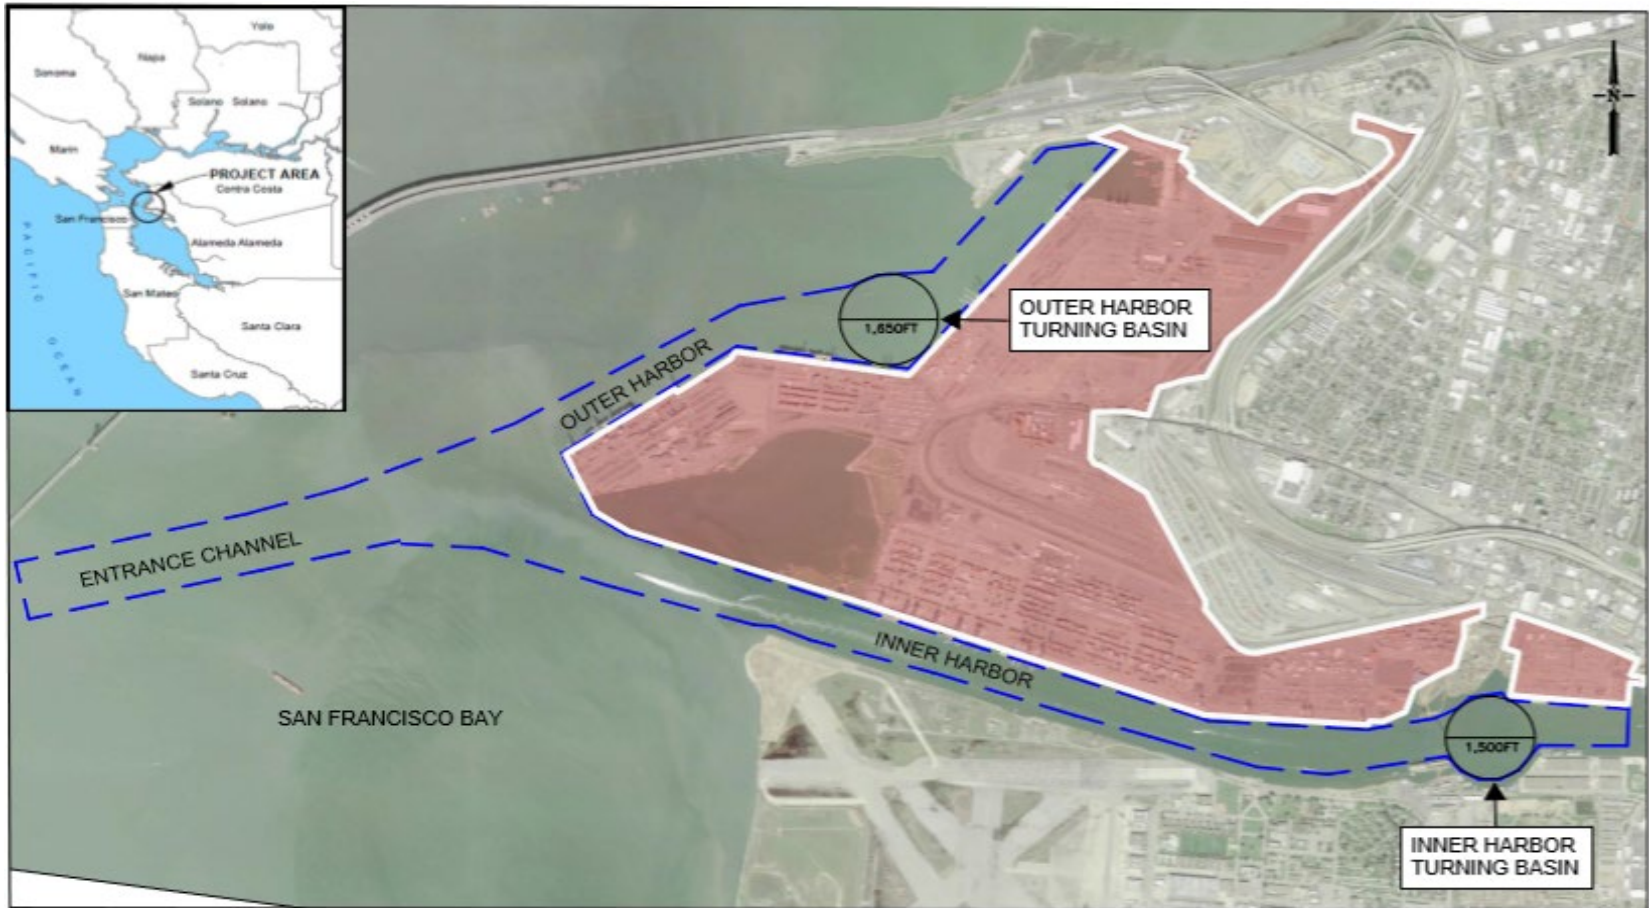 Yolo
Napa
Sonoma
Solano Solano
Marin
PROJECT AREA
Contra Costa
San Francisco
Alameda Alameda
San Mateo
Santa Clara
Santa Cruz
PACIFIC OCEAN
N
OUTER HARBOR
TURNING BASIN
1,650FT
OUTER HARBOR
ENTRANCE CHANNEL
INNER HARBOR
SAN FRANCISCO BAY
1,500FT
INNER HARBOR
TURNING BASIN